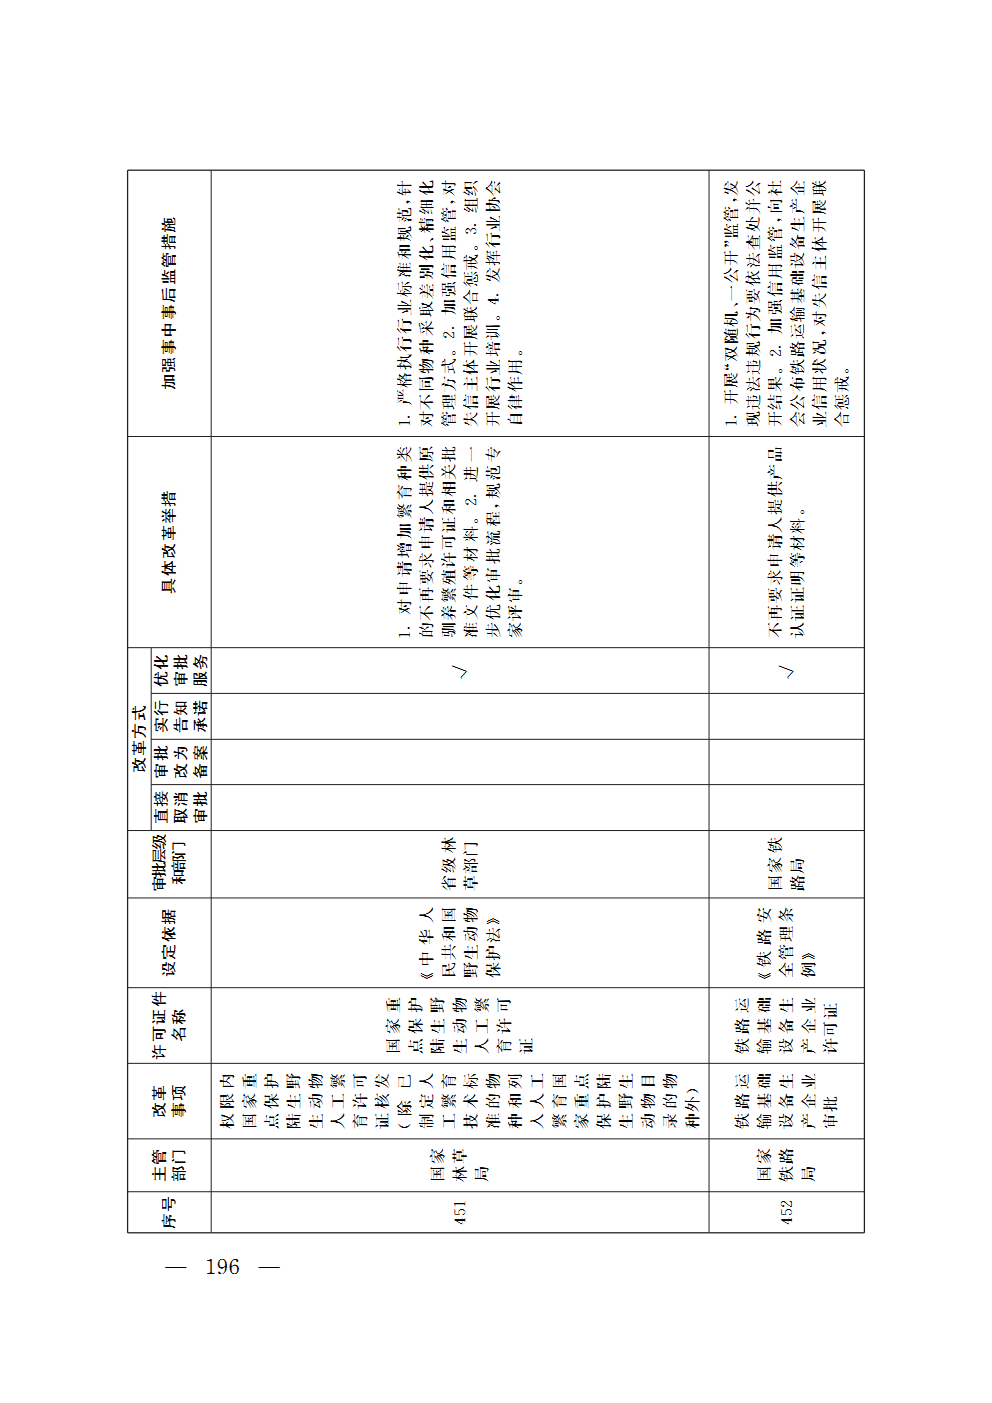 序号
主管
部门
改革
事项
许可证件
名称
设定依据
审批层级
和部门
改革方式
直接
取消
审批
审批
改为
备案
实行
告知
承诺
优化
审批
服务
具体改革举措
加强事中事后监管措施
451
国家
林草
局
权限内
国家重
点保护
陆生野
生动物
人工繁
育许可
证核发
（除已
制定人
工繁育
技术标
准的物
种和列
入人工
繁育国
家重点
保护陆
生野生
动物目
录的物
种外）
国家重
点保护
陆生野
生动物
人工繁
育许可
证
《中华人
民共和国
野生动物
保护法》
省级林
草部门
√
1. 对申请增加繁育种类
的不再要求申请人提供原
驯养繁殖许可证和相关批
准文件等材料。2. 进一
步优化审批流程，规范专
家评审。
1. 严格执行行业标准和规范，针
对不同物种采取差别化、精细化
管理方式。2. 加强信用监管，对
失信主体开展联合惩戒。3. 组织
开展行业培训。4. 发挥行业协会
自律作用。
452
国家
铁路
局
铁路运
输基础
设备生
产企业
审批
铁路运
输基础
设备生
产企业
许可证
《铁路安
全管理条
例》
国家铁
路局
√
不再要求申请人提供产品
认证证明等材料。
1. 开展“双随机、一公开”监管，发
现违法违规行为要依法查处并公
开结果。2. 加强信用监管，向社
会公布铁路运输基础设备生产企
业信用状况，对失信主体开展联
合惩戒。
— 196 —